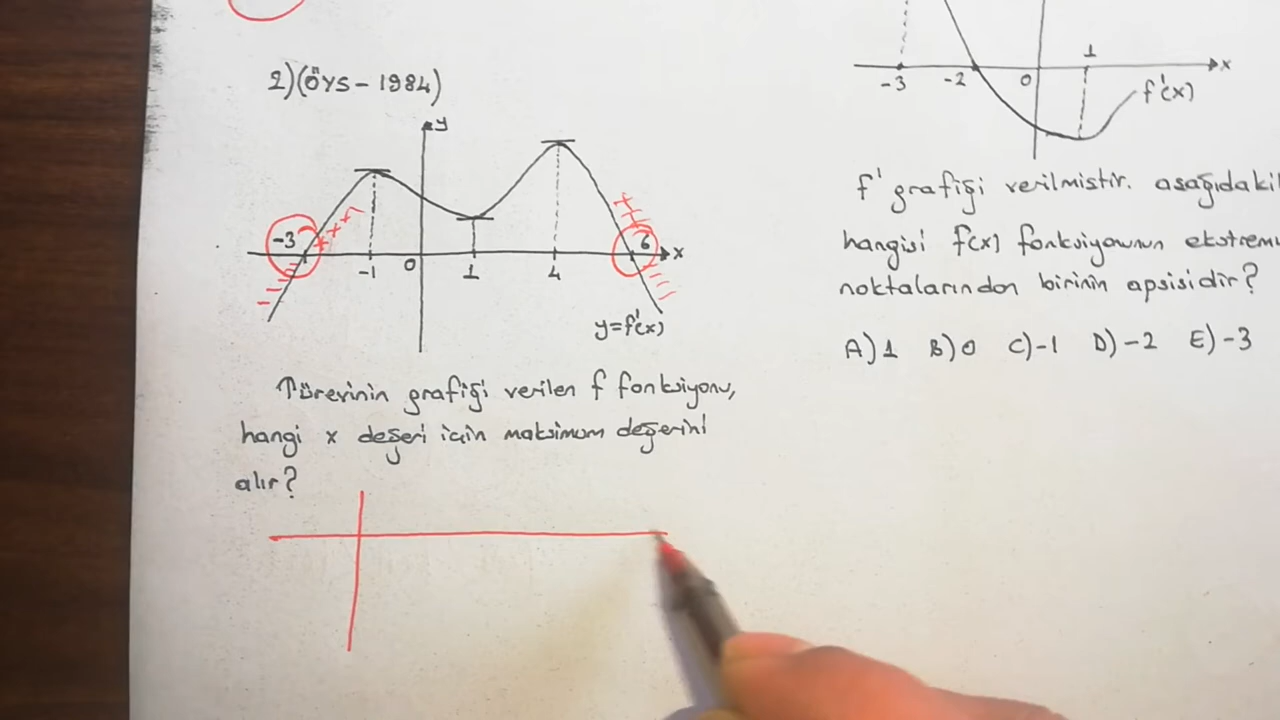 2)(ÖYS - 1984)
y
-3
-1
0
1
4
6
x
y=f'(x)
Türevinin grafiği verilen f fonksiyonu,
hangi x değeri için maksimum değerini
alır?
1
-3
-2
0
x
f'(x)
f' grafiği verilmiştir. aşağıdakil
hangisi f(x) fonksiyonunun ekstremu
noktalarından birinin apsisidir?
A) 1 B) 0 C) -1 D) -2 E) -3